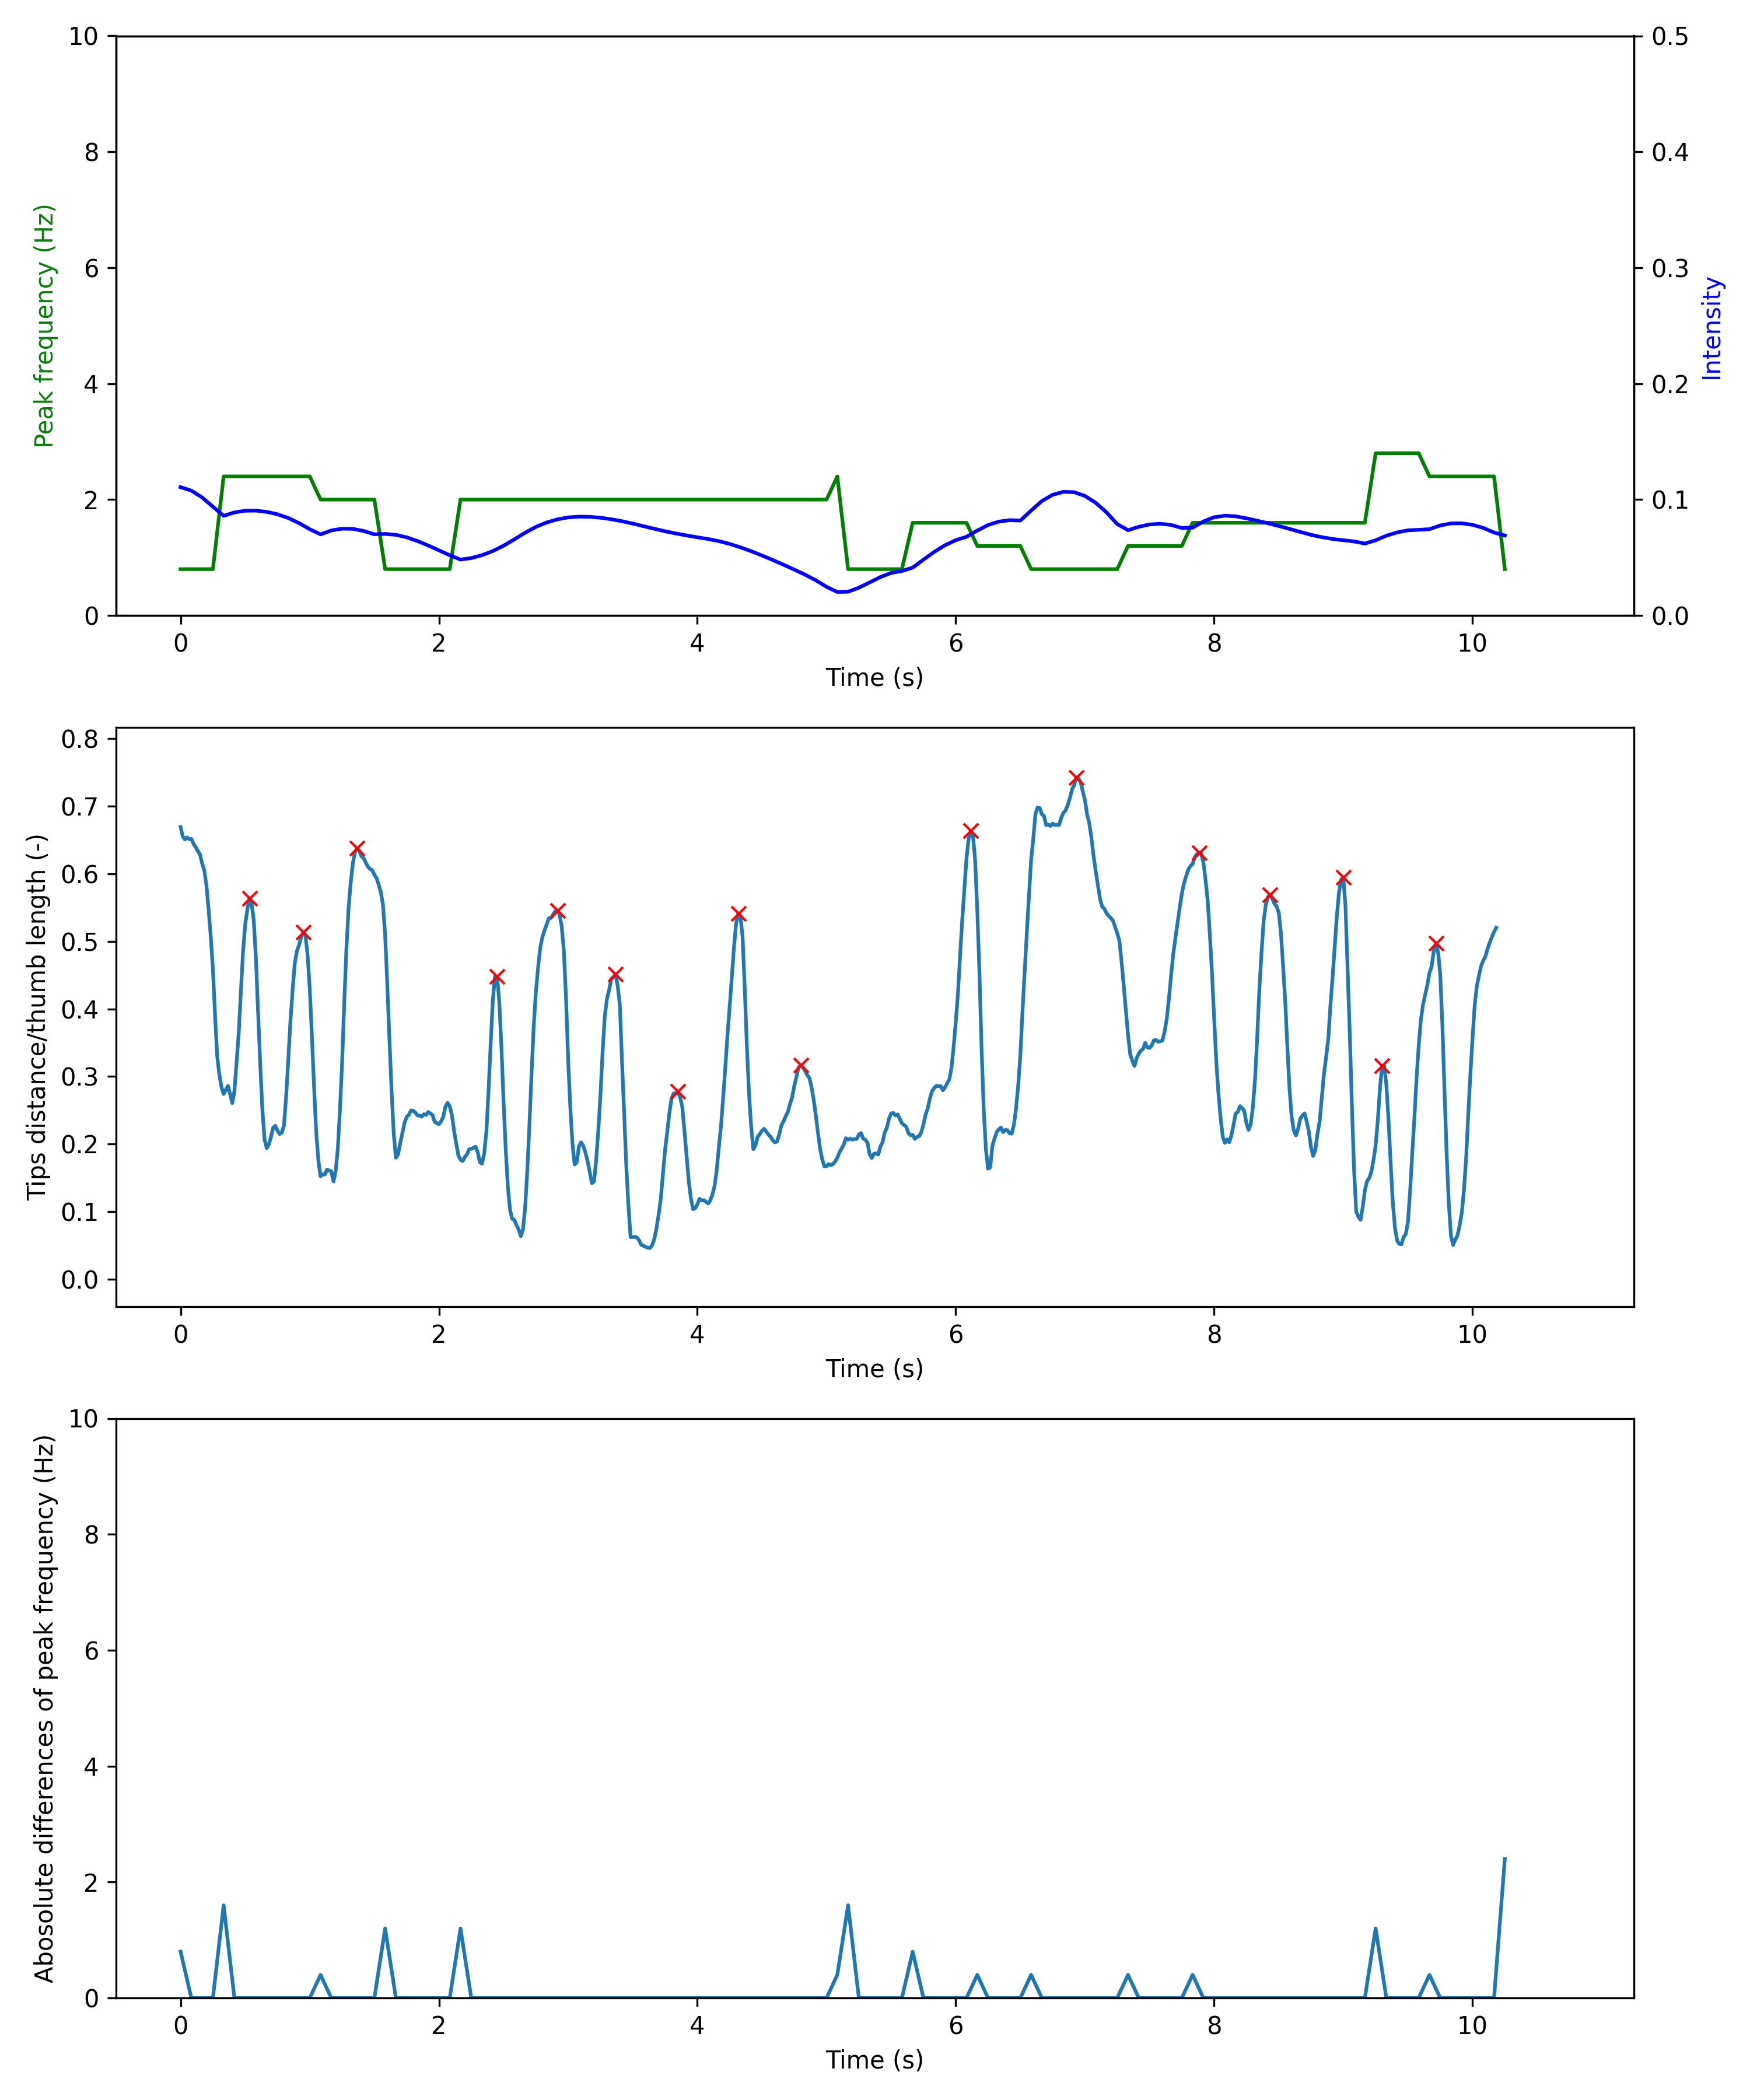 10
8
6
4
2
0
Peak frequency (Hz)
0.5
0.4
0.3
0.2
0.1
0.0
Intensity
0 2 4 6 8 10
Time (s)
0.8
0.7
0.6
0.5
0.4
0.3
0.2
0.1
0.0
Tips distance/thumb length (-)
0 2 4 6 8 10
Time (s)
10
8
6
4
2
0
Abosolute differences of peak frequency (Hz)
0 2 4 6 8 10
Time (s)